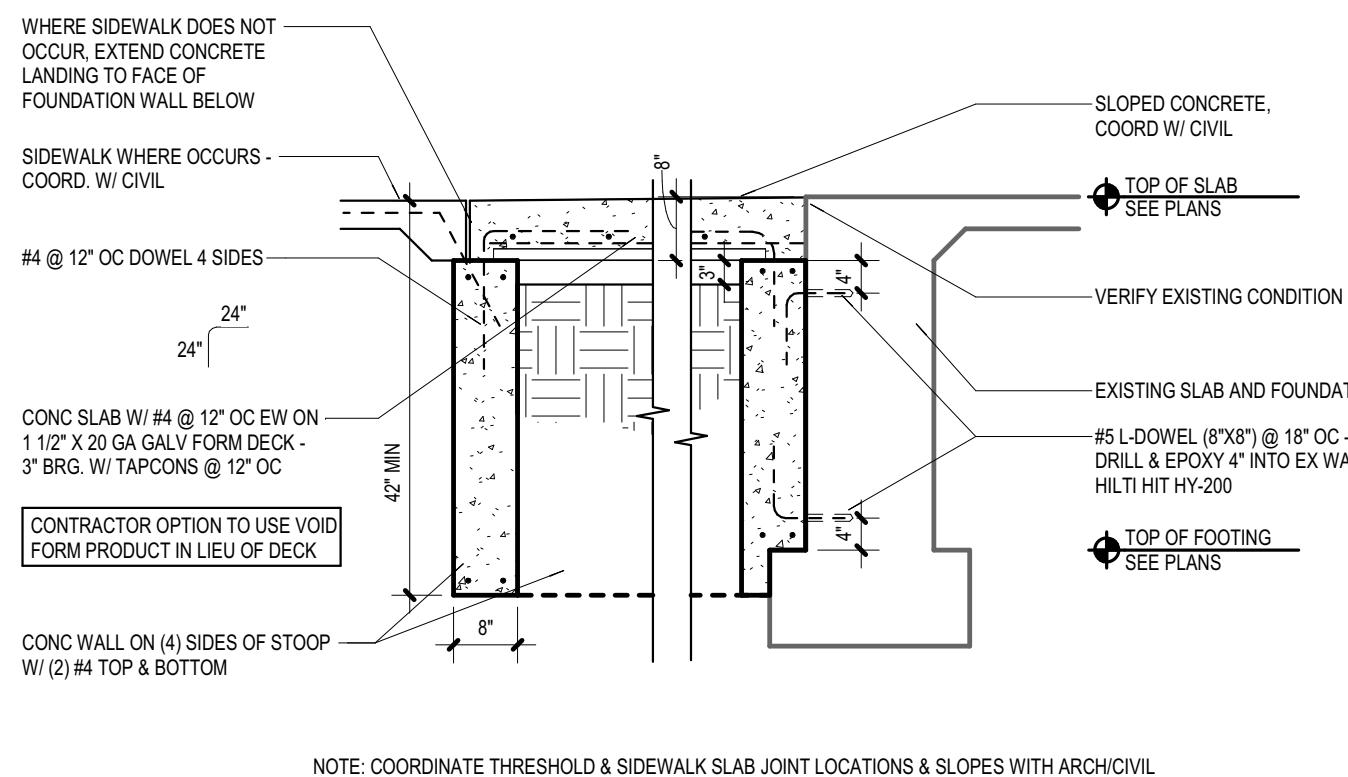 WHERE SIDEWALK DOES NOT
OCCUR, EXTEND CONCRETE
LANDING TO FACE OF
FOUNDATION WALL BELOW
SIDEWALK WHERE OCCURS -
COORD. W/ CIVIL
#4 @ 12" OC DOWEL 4 SIDES
24"
24"
CONC SLAB W/ #4 @ 12" OC EW ON
1 1/2" X 20 GA GALV FORM DECK -
3" BRG. W/ TAPCONS @ 12" OC
CONTRACTOR OPTION TO USE VOID
FORM PRODUCT IN LIEU OF DECK
CONC WALL ON (4) SIDES OF STOOP
W/ (2) #4 TOP & BOTTOM
42" MIN
8"
8"
3"
4"
4"
SLOPED CONCRETE,
COORD W/ CIVIL
TOP OF SLAB
SEE PLANS
VERIFY EXISTING CONDITION
EXISTING SLAB AND FOUNDAT
#5 L-DOWEL (8"X8") @ 18" OC -
DRILL & EPOXY 4" INTO EX WA
HILTI HIT HY-200
TOP OF FOOTING
SEE PLANS
NOTE: COORDINATE THRESHOLD & SIDEWALK SLAB JOINT LOCATIONS & SLOPES WITH ARCH/CIVIL